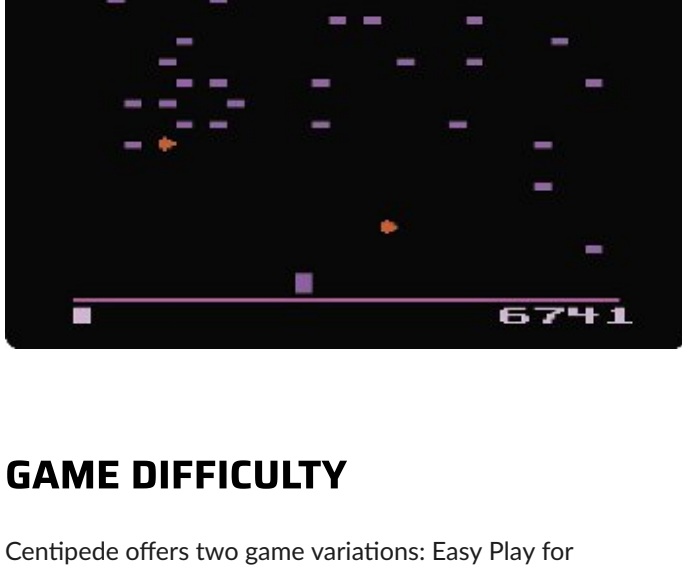 6741
GAME DIFFICULTY
Centipede offers two game variations: Easy Play for